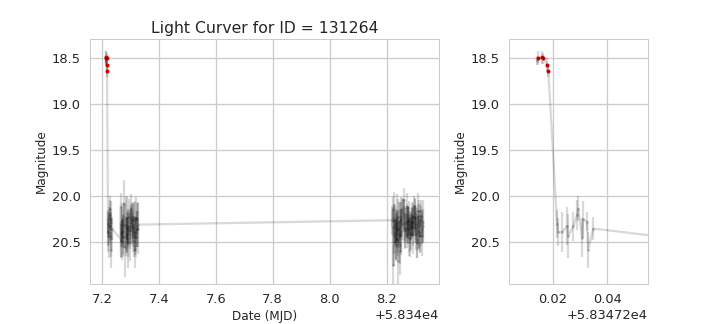 Light Curver for ID = 131264
Magnitude
18.5
19.0
19.5
20.0
20.5
7.2 7.4 7.6 7.8 8.0 8.2
Date (MJD)
+5.834e4
Magnitude
18.5
19.0
19.5
20.0
20.5
0.02 0.04
+5.83472e4